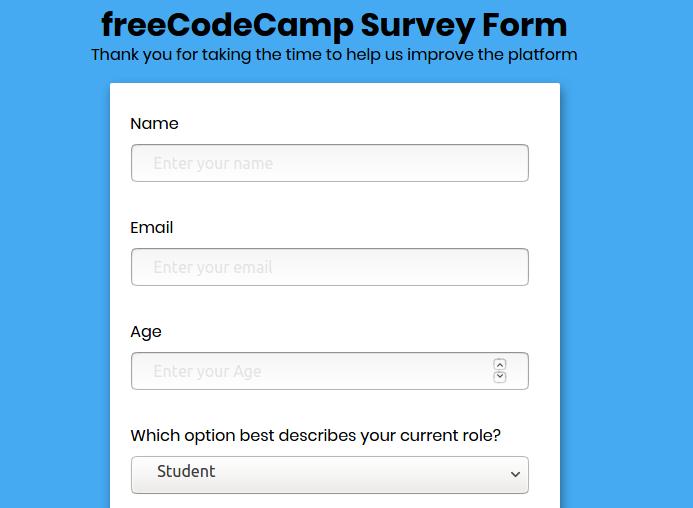 freeCodeCamp Survey Form
Thank you for taking the time to help us improve the platform
Name
Enter your name
Email
Enter your email
Age
Enter your Age
Which option best describes your current role?
Student